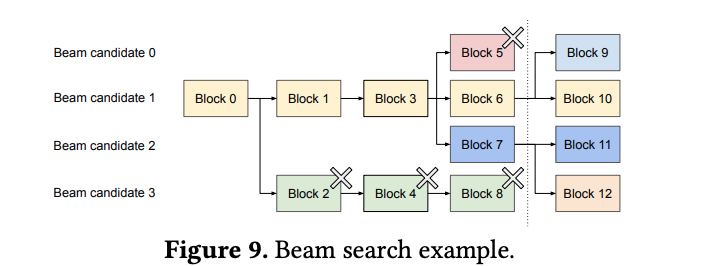 Beam candidate 0
Block 5
Block 9
Beam candidate 1
Block 0
Block 1
Block 3
Block 6
Block 10
Beam candidate 2
Block 7
Block 11
Beam candidate 3
Block 2
Block 4
Block 8
Block 12
Figure 9. Beam search example.